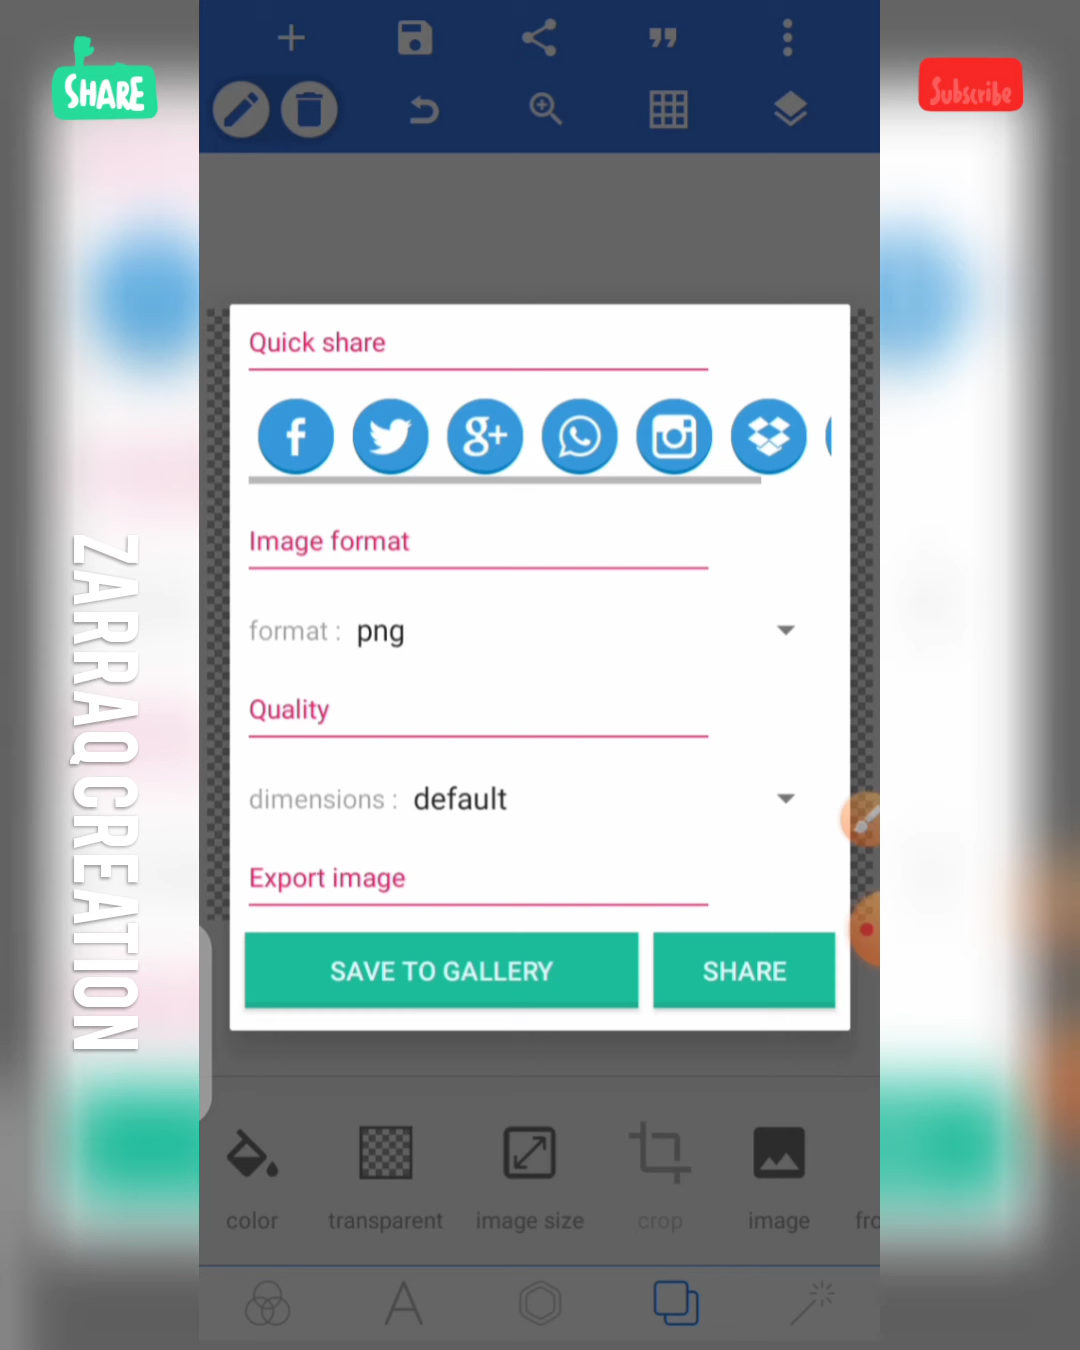 SHARE
Subscribe
Quick share
Image format
format : png
Quality
dimensions : default
Export image
SAVE TO GALLERY
SHARE
ZARRAQCREATION
color
transparent
image size
crop
image
fro